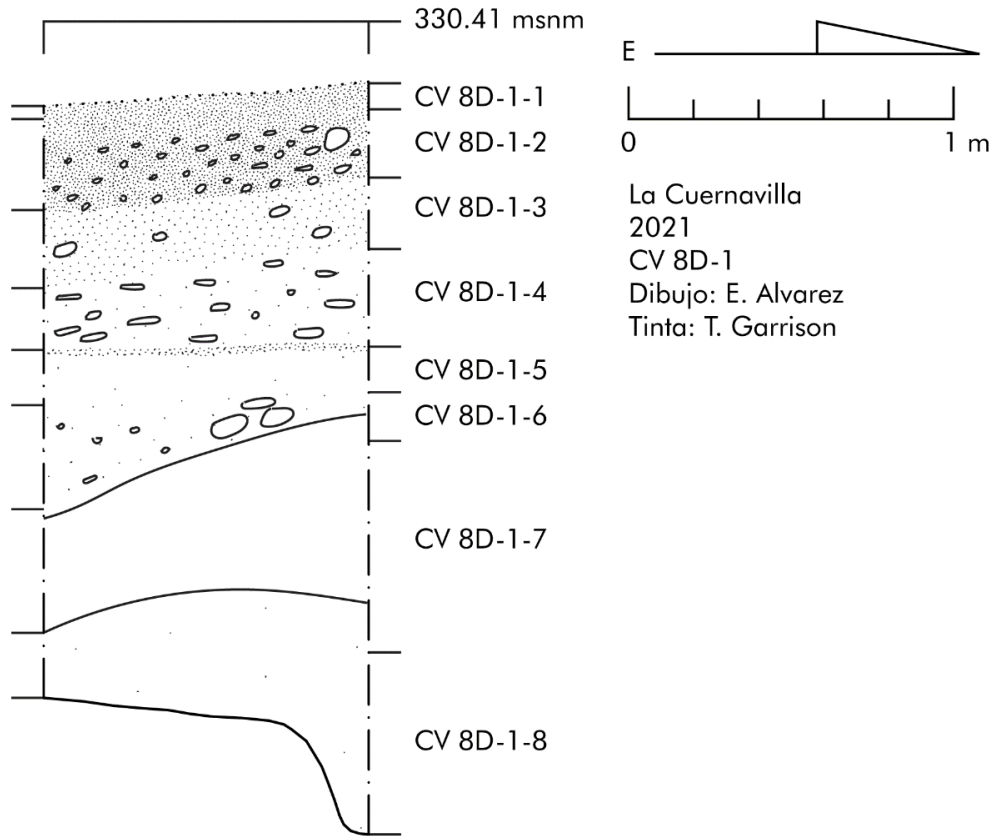 330.41 msnm
CV 8D-1-1
CV 8D-1-2
CV 8D-1-3
CV 8D-1-4
CV 8D-1-5
CV 8D-1-6
CV 8D-1-7
CV 8D-1-8
E
0 1 m
La Cuernavilla
2021
CV 8D-1
Dibujo: E. Alvarez
Tinta: T. Garrison